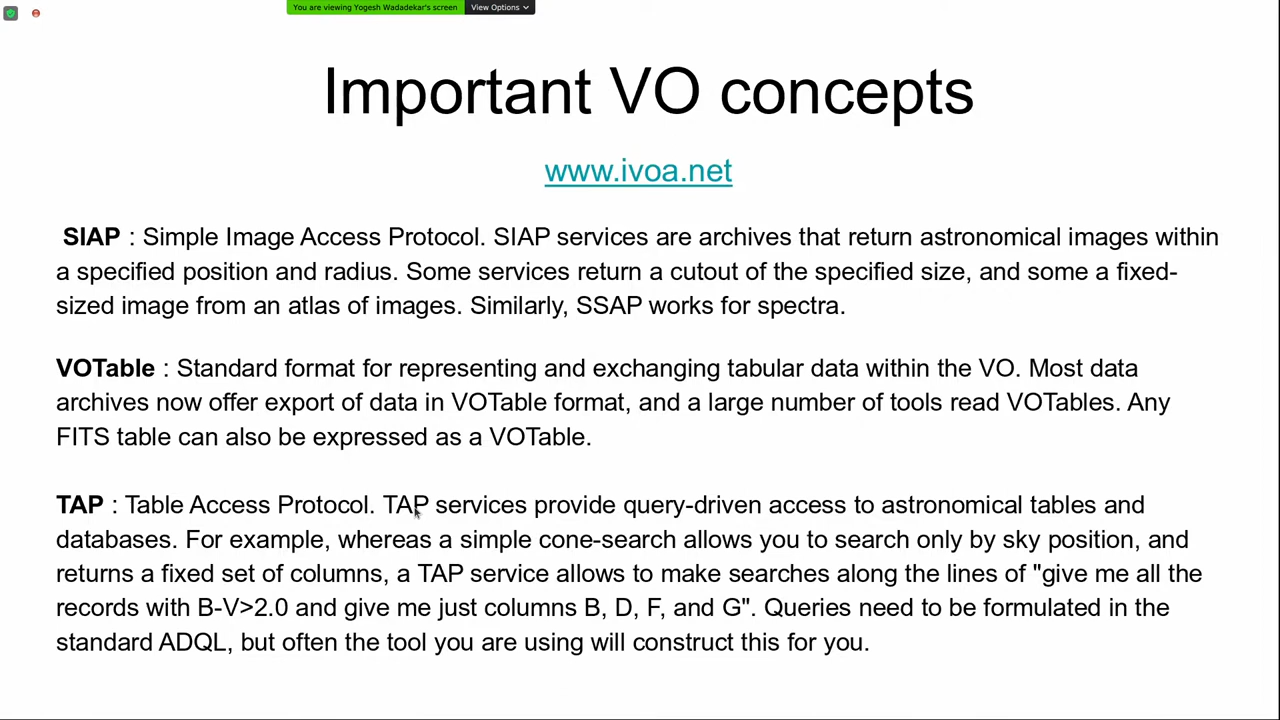 You are viewing Yogesh Wadadekar's screen View Options
Important VO concepts
www.ivoa.net
SIAP : Simple Image Access Protocol. SIAP services are archives that return astronomical images within
a specified position and radius. Some services return a cutout of the specified size, and some a fixed-
sized image from an atlas of images. Similarly, SSAP works for spectra.
VOTable : Standard format for representing and exchanging tabular data within the VO. Most data
archives now offer export of data in VOTable format, and a large number of tools read VOTables. Any
FITS table can also be expressed as a VOTable.
TAP : Table Access Protocol. TAP services provide query-driven access to astronomical tables and
databases. For example, whereas a simple cone-search allows you to search only by sky position, and
returns a fixed set of columns, a TAP service allows to make searches along the lines of "give me all the
records with B-V>2.0 and give me just columns B, D, F, and G". Queries need to be formulated in the
standard ADQL, but often the tool you are using will construct this for you.